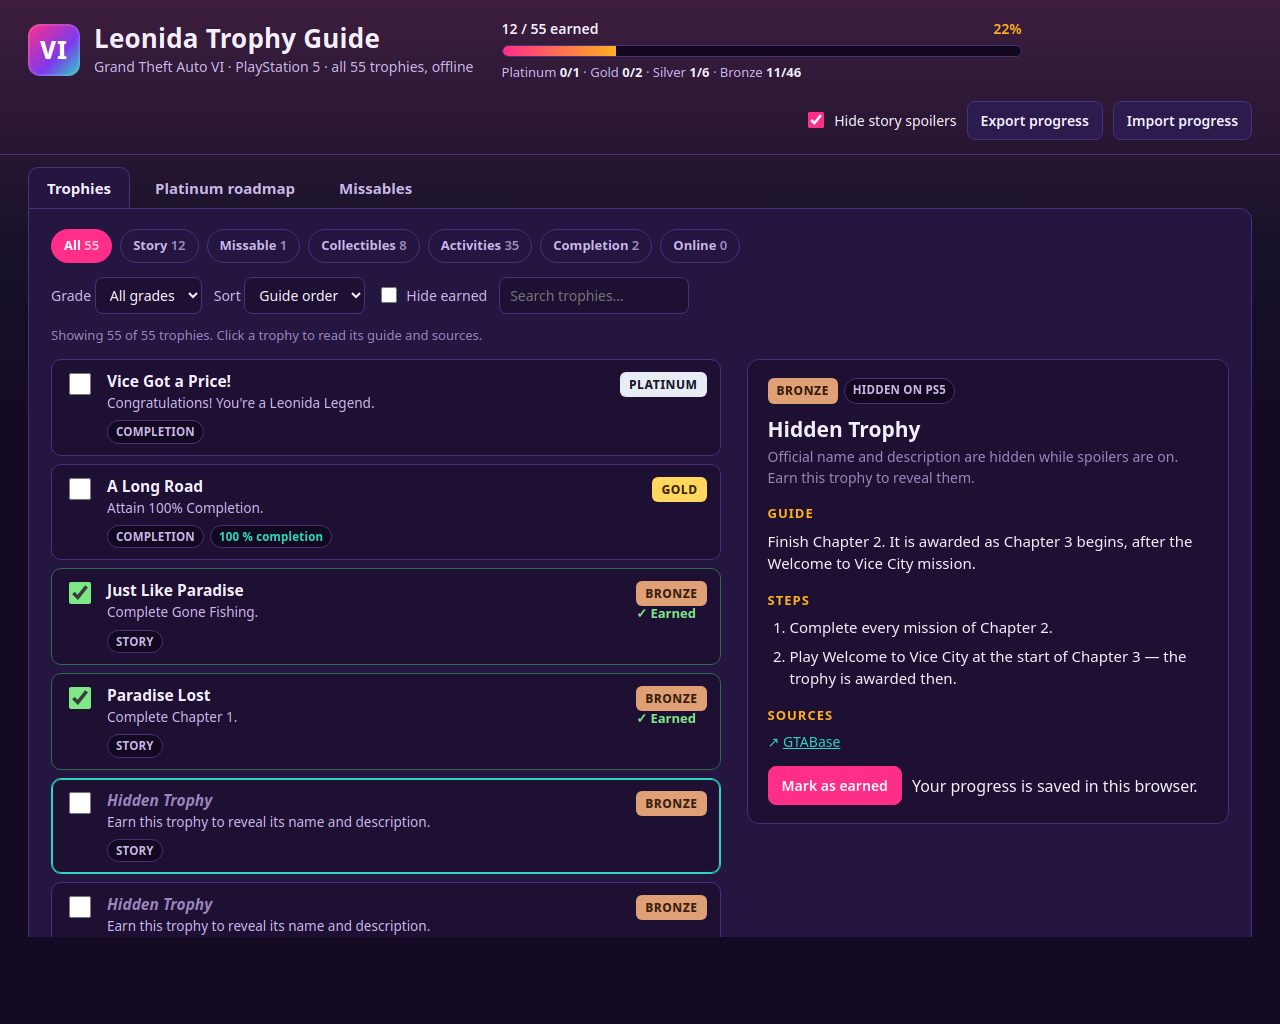 VI
Leonida Trophy Guide
Grand Theft Auto VI · PlayStation 5 · all 55 trophies, offline
12 / 55 earned
22%
Platinum 0/1 · Gold 0/2 · Silver 1/6 · Bronze 11/46
Hide story spoilers
Export progress
Import progress
Trophies
Platinum roadmap
Missables
All 55
Story 12
Missable 1
Collectibles 8
Activities 35
Completion 2
Online 0
Grade
All grades
Sort
Guide order
Hide earned
Search trophies...
Showing 55 of 55 trophies. Click a trophy to read its guide and sources.
Vice Got a Price!
PLATINUM
Congratulations! You're a Leonida Legend.
COMPLETION
A Long Road
GOLD
Attain 100% Completion.
COMPLETION
100 % completion
Just Like Paradise
BRONZE
Complete Gone Fishing.
✓ Earned
STORY
Paradise Lost
BRONZE
Complete Chapter 1.
✓ Earned
STORY
Hidden Trophy
BRONZE
Earn this trophy to reveal its name and description.
STORY
Hidden Trophy
BRONZE
Earn this trophy to reveal its name and description.
BRONZE
HIDDEN ON PS5
Hidden Trophy
Official name and description are hidden while spoilers are on.
Earn this trophy to reveal them.
GUIDE
Finish Chapter 2. It is awarded as Chapter 3 begins, after the
Welcome to Vice City mission.
STEPS
1. Complete every mission of Chapter 2.
2. Play Welcome to Vice City at the start of Chapter 3 — the
trophy is awarded then.
SOURCES
↗ GTABase
Mark as earned
Your progress is saved in this browser.